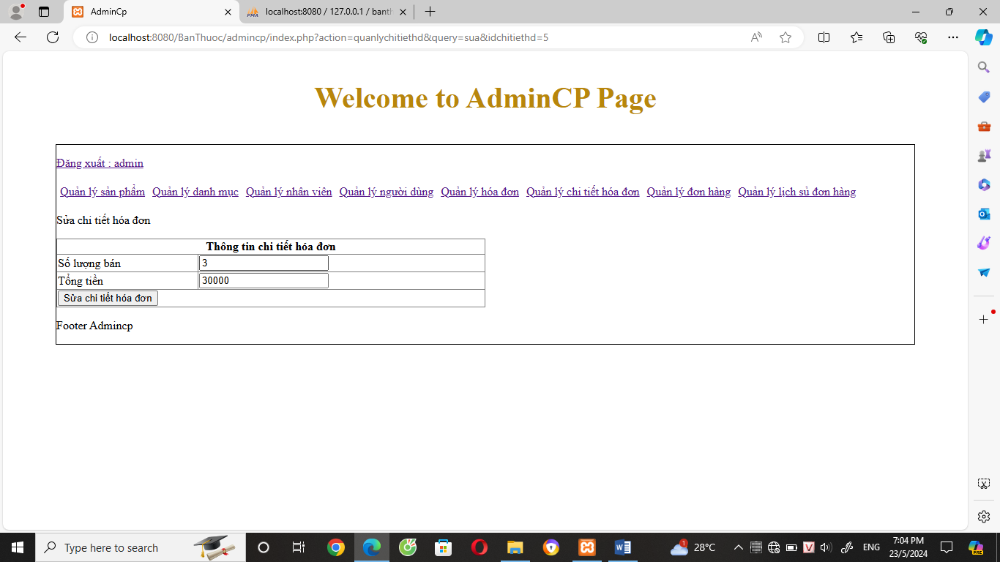 AdminCp
localhost:8080 / 127.0.0.1 / banth
localhost:8080/BanThuoc/admincp/index.php?action=quanlychitiethd&query=sua&idchitiethd=5
Welcome to AdminCP Page
Đăng xuất : admin
Quản lý sản phẩm Quản lý danh mục Quản lý nhân viên Quản lý người dùng Quản lý hóa đơn Quản lý chi tiết hóa đơn Quản lý đơn hàng Quản lý lịch sủ đơn hàng
Sửa chi tiết hóa đơn
Thông tin chi tiết hóa đơn
Số lượng bán 3
Tổng tiền 30000
Sửa chi tiết hóa đơn
Footer Admincp
Type here to search
1 28°C
V
ENG
7:04 PM
23/5/2024
PRE